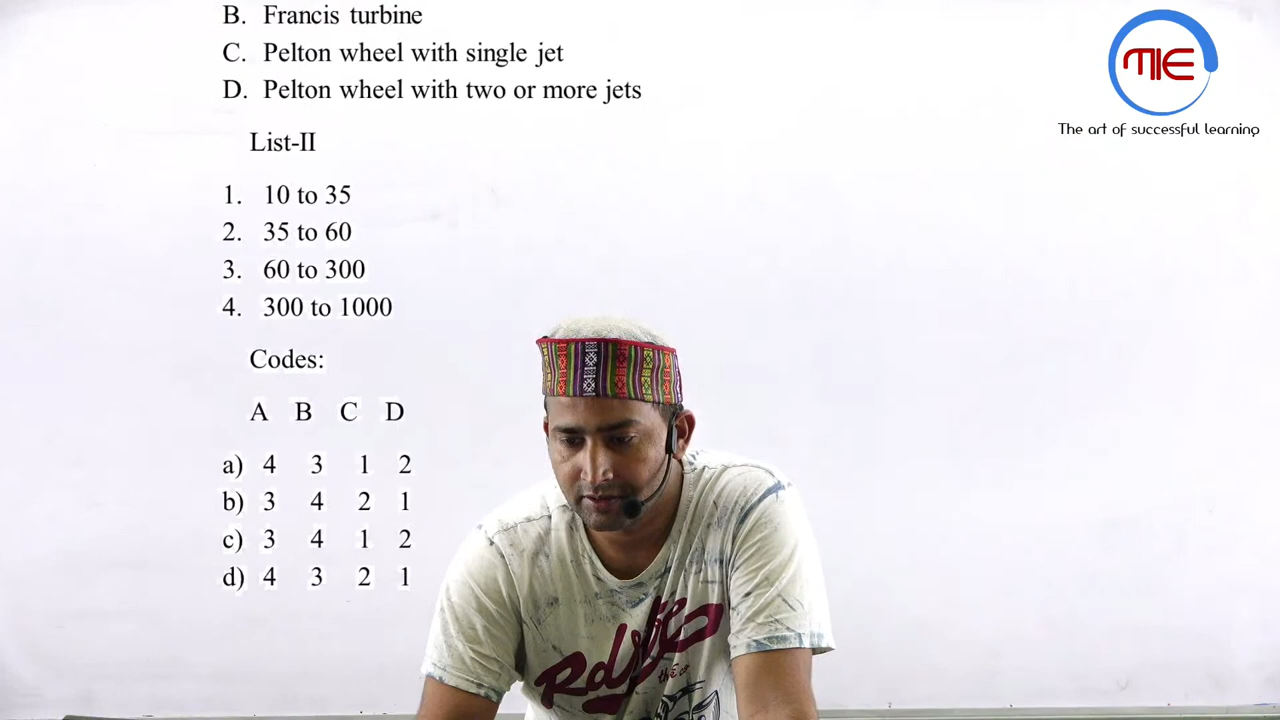 B. Francis turbine
C. Pelton wheel with single jet
D. Pelton wheel with two or more jets
List-II
1. 10 to 35
2. 35 to 60
3. 60 to 300
4. 300 to 1000
Codes:
A B C D
a) 4 3 1 2
b) 3 4 2 1
c) 3 4 1 2
d) 4 3 2 1
MIE
The art of successful learning